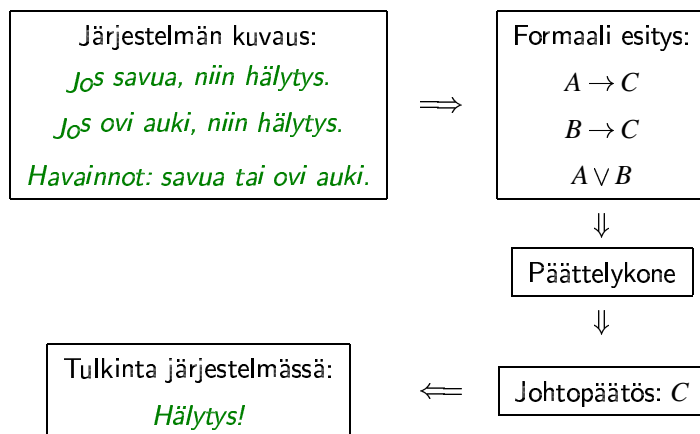 Järjestelmän kuvaus:
Jos savua, niin hälytys.
Jos ovi auki, niin hälytys.
Havainnot: savua tai ovi auki.
⟹
Formaali esitys:
A → C
B → C
A ∨ B
⇓
Päättelykone
⇓
Johtopäätös: C
⟸
Tulkinta järjestelmässä:
Hälytys!